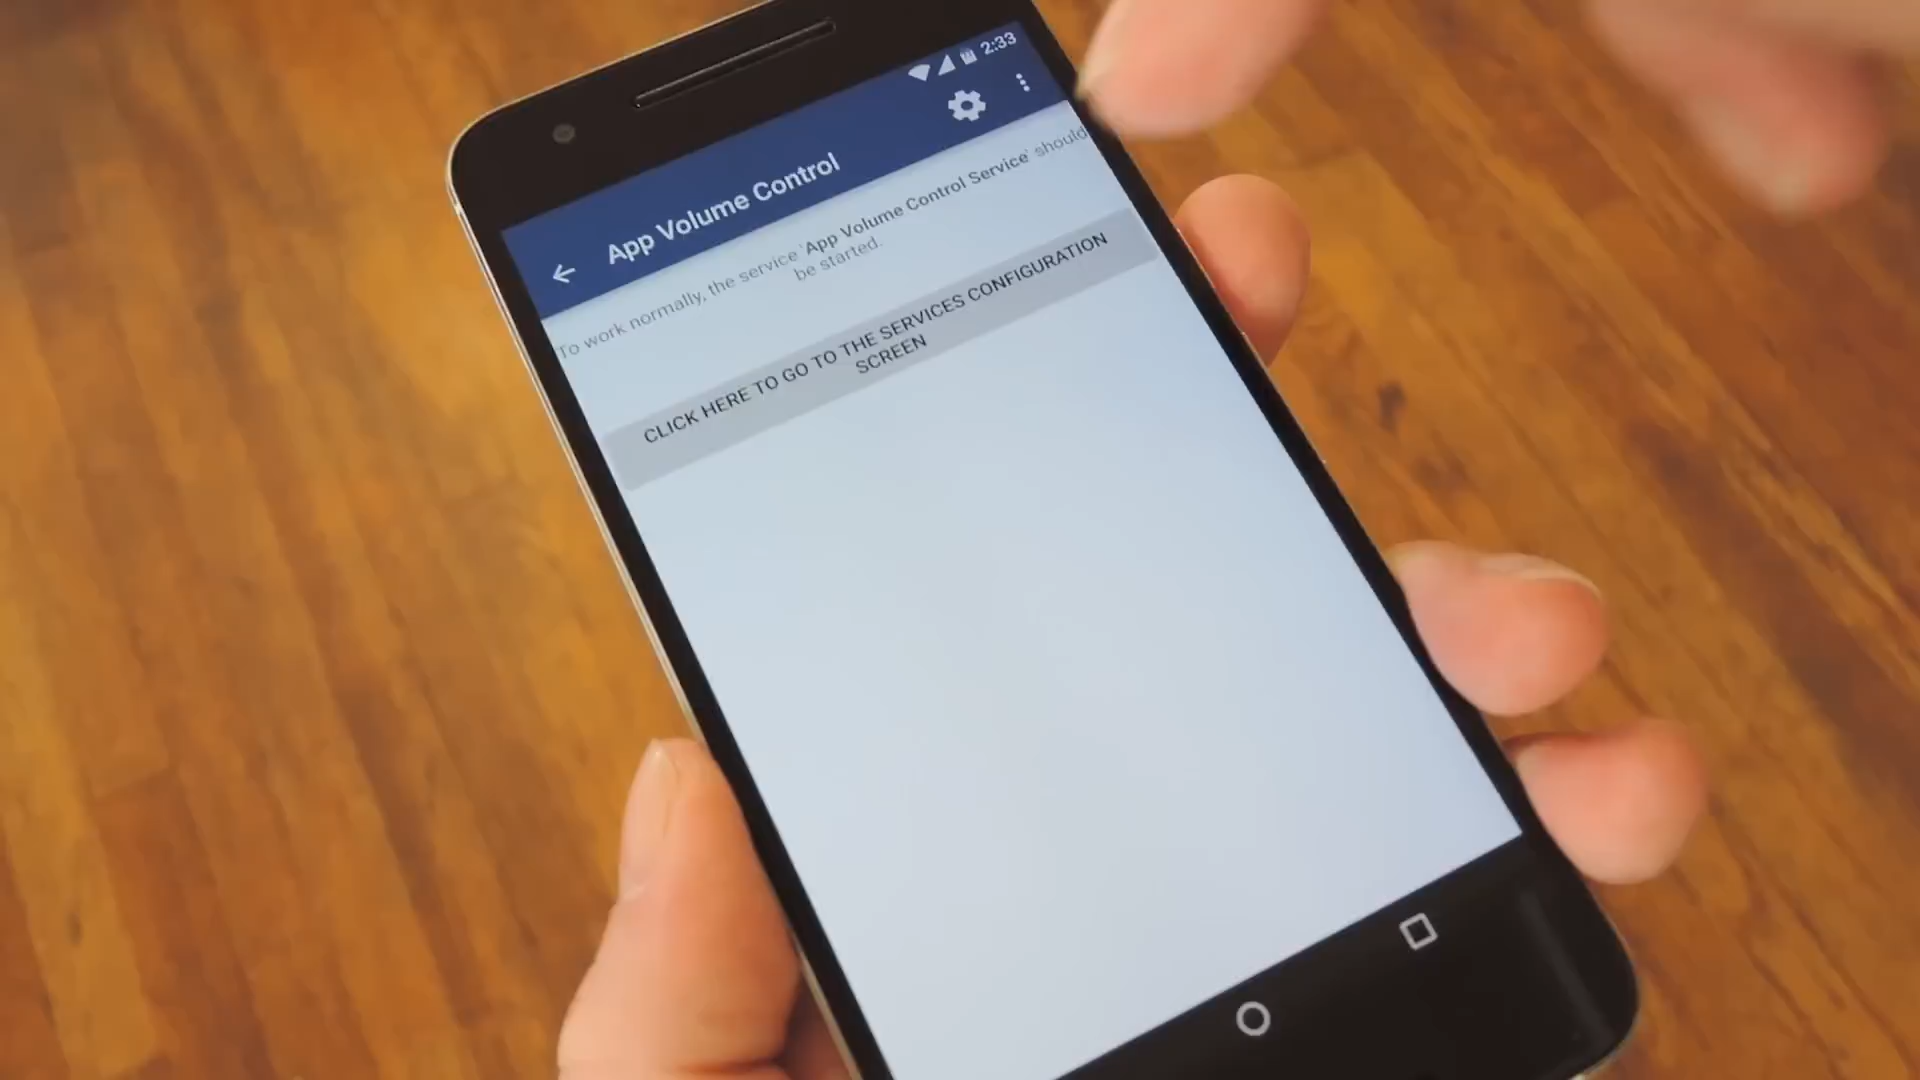 2:33
App Volume Control
To work normally, the service 'App Volume Control Service' should
be started.
CLICK HERE TO GO TO THE SERVICES CONFIGURATION
SCREEN